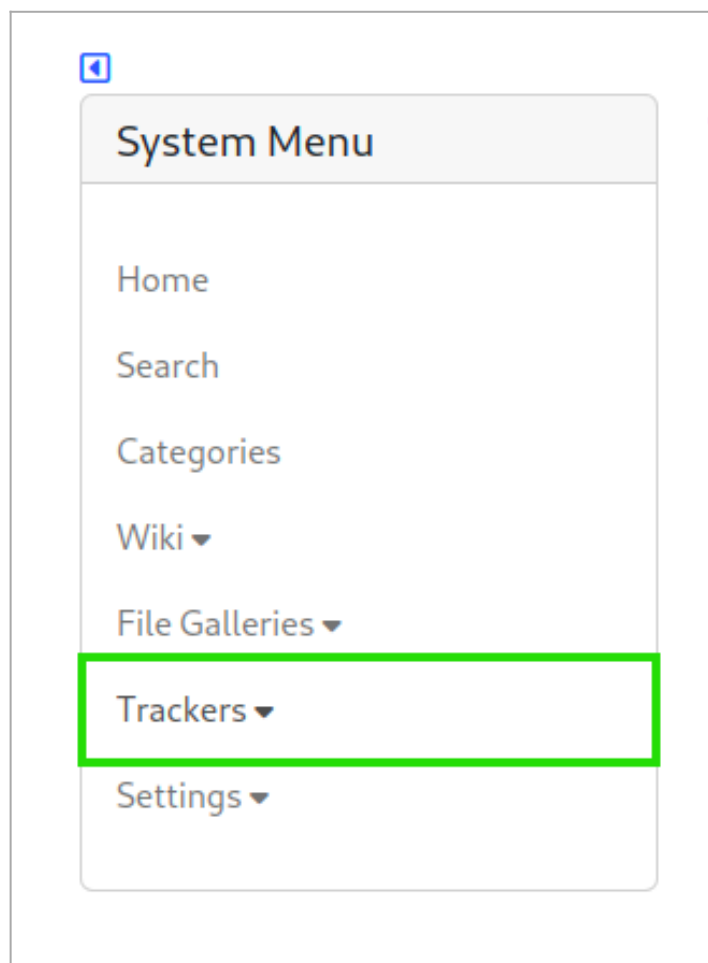 System Menu
Home
Search
Categories
Wiki
File Galleries
Trackers
Settings